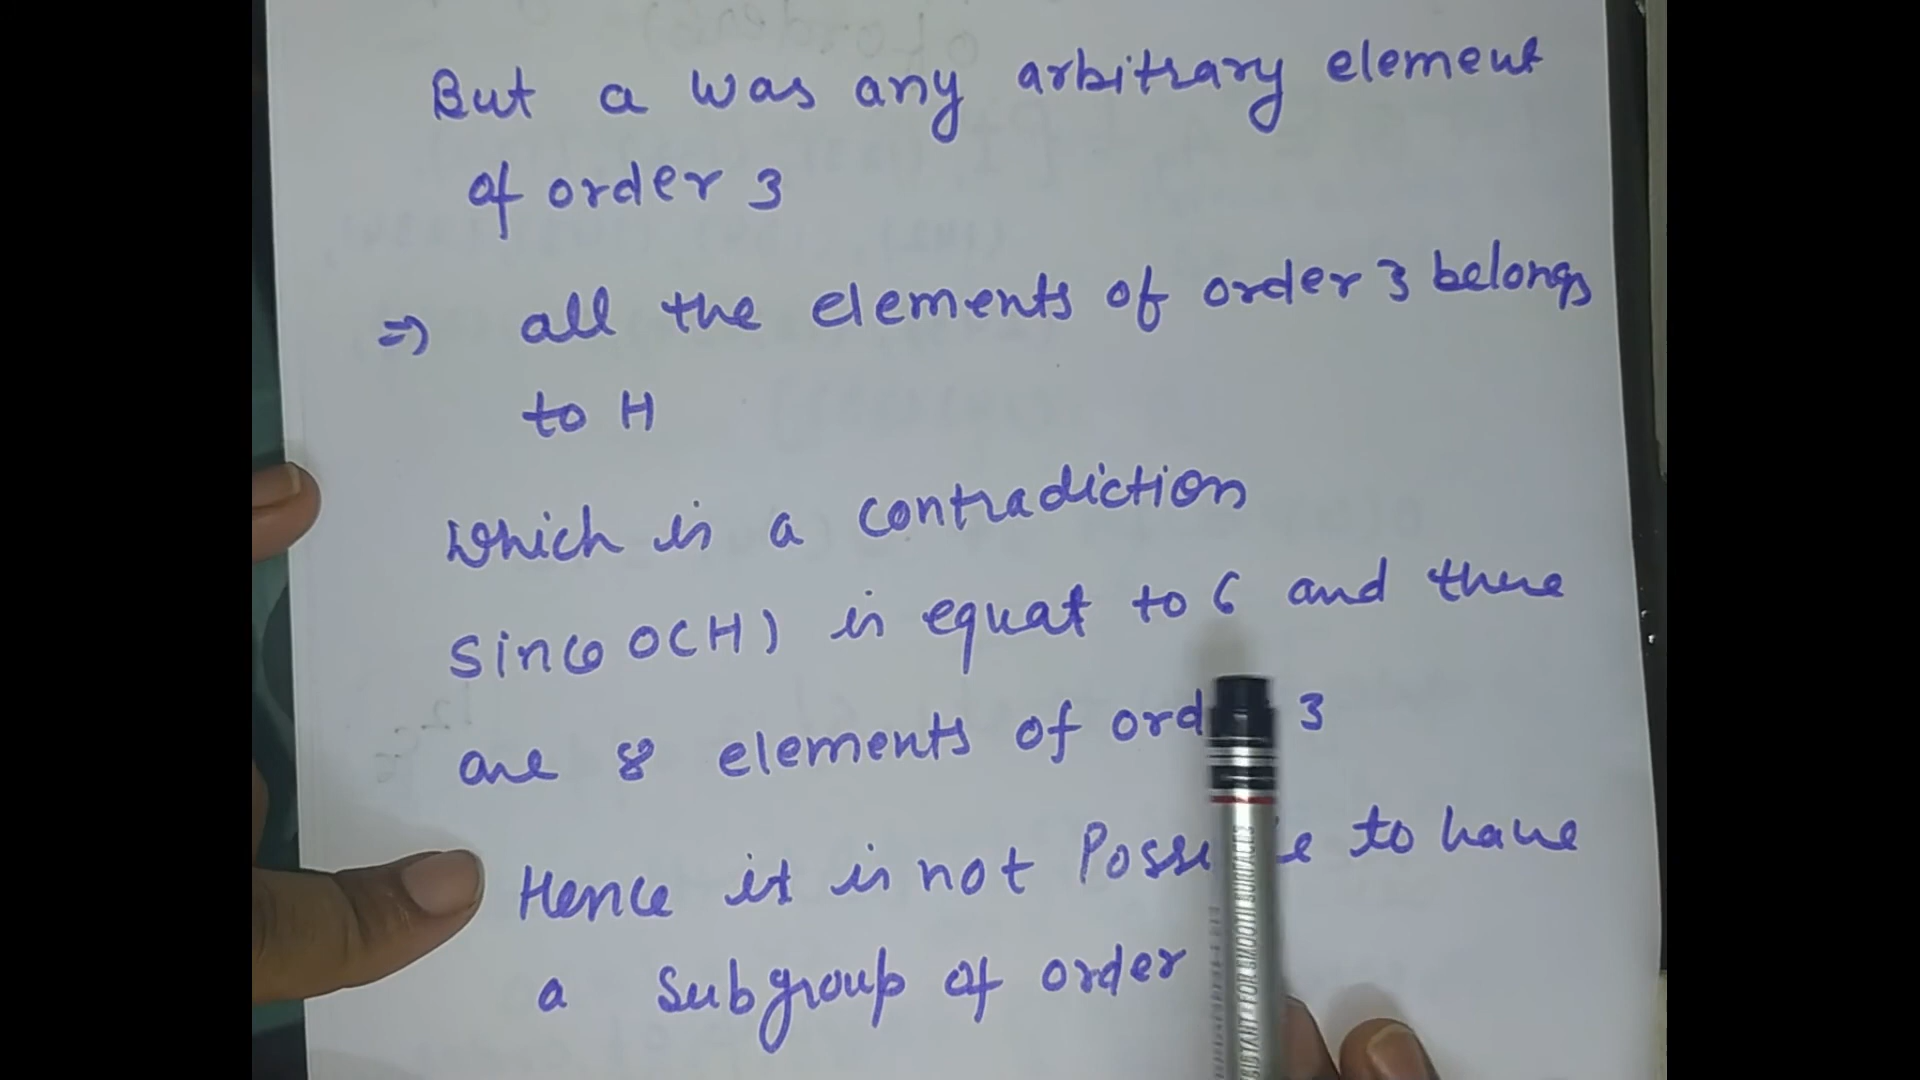 But a was any arbitrary element
of order 3
⇒ all the elements of order 3 belongs
to H
Which is a contradiction
Since O(H) is equat to 6 and there
are 8 elements of ord 3
Hence it is not to have
a Subgroup of order